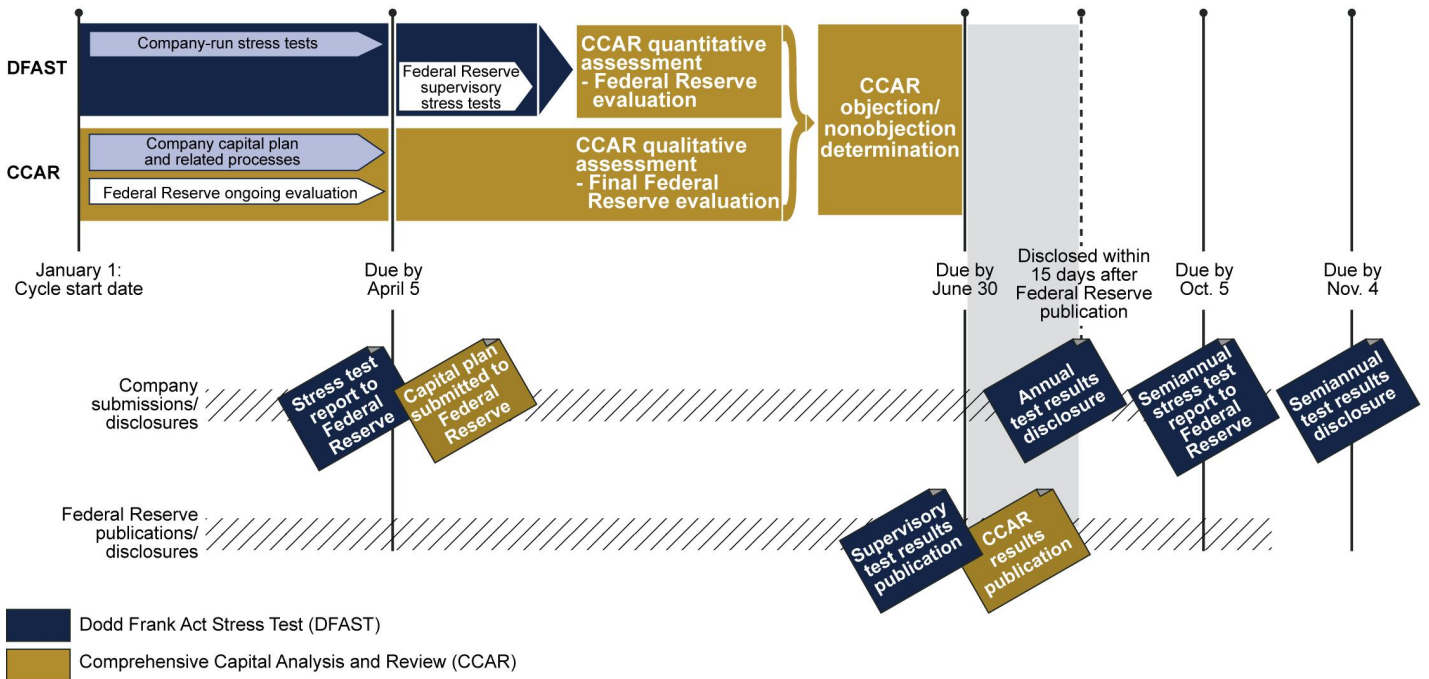 DFAST
Company-run stress tests
Federal Reserve
supervisory
stress tests
CCAR quantitative
assessment
- Federal Reserve
evaluation
CCAR
objection/
nonobjection
determination
CCAR
Company capital plan
and related processes
Federal Reserve ongoing evaluation
CCAR qualitative
assessment
- Final Federal
Reserve evaluation
January 1:
Cycle start date
Due by
April 5
Due by
June 30
Disclosed within
15 days after
Federal Reserve
publication
Due by
Oct. 5
Due by
Nov. 4
Company
submissions/
disclosures
Stress test
report to
Federal
Reserve
Capital plan
submitted to
Federal
Reserve
Annual
test results
disclosure
Semiannual
stress test
report to
Federal
Reserve
Semiannual
test results
disclosure
Federal Reserve
publications/
disclosures
Supervisory
test results
publication
CCAR
results
publication
Dodd Frank Act Stress Test (DFAST)
Comprehensive Capital Analysis and Review (CCAR)